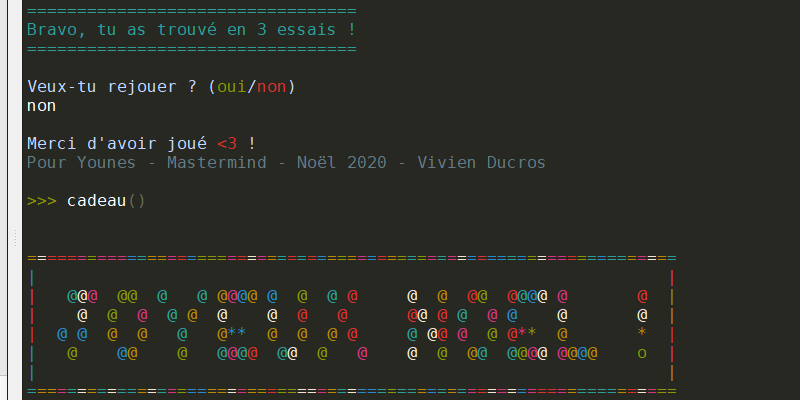 =================================
Bravo, tu as trouvé en 3 essais !
=================================
Veux-tu rejouer ? (oui/non)
non
Merci d'avoir joué <3 !
Pour Younes - Mastermind - Noël 2020 - Vivien Ducros
>>> cadeau()
=================================================================
|                                                               |
|   @@@  @@  @   @ @@@@ @  @  @ @     @  @  @@  @@@@ @       @  |
|    @  @  @  @ @  @    @  @   @      @@ @ @  @ @    @       @  |
|  @ @  @  @   @   @**  @  @  @ @     @ @@ @  @ @**  @       *  |
|   @    @@    @   @@@@  @@  @   @    @  @  @@  @@@@ @@@@    o  |
|                                                               |
=================================================================